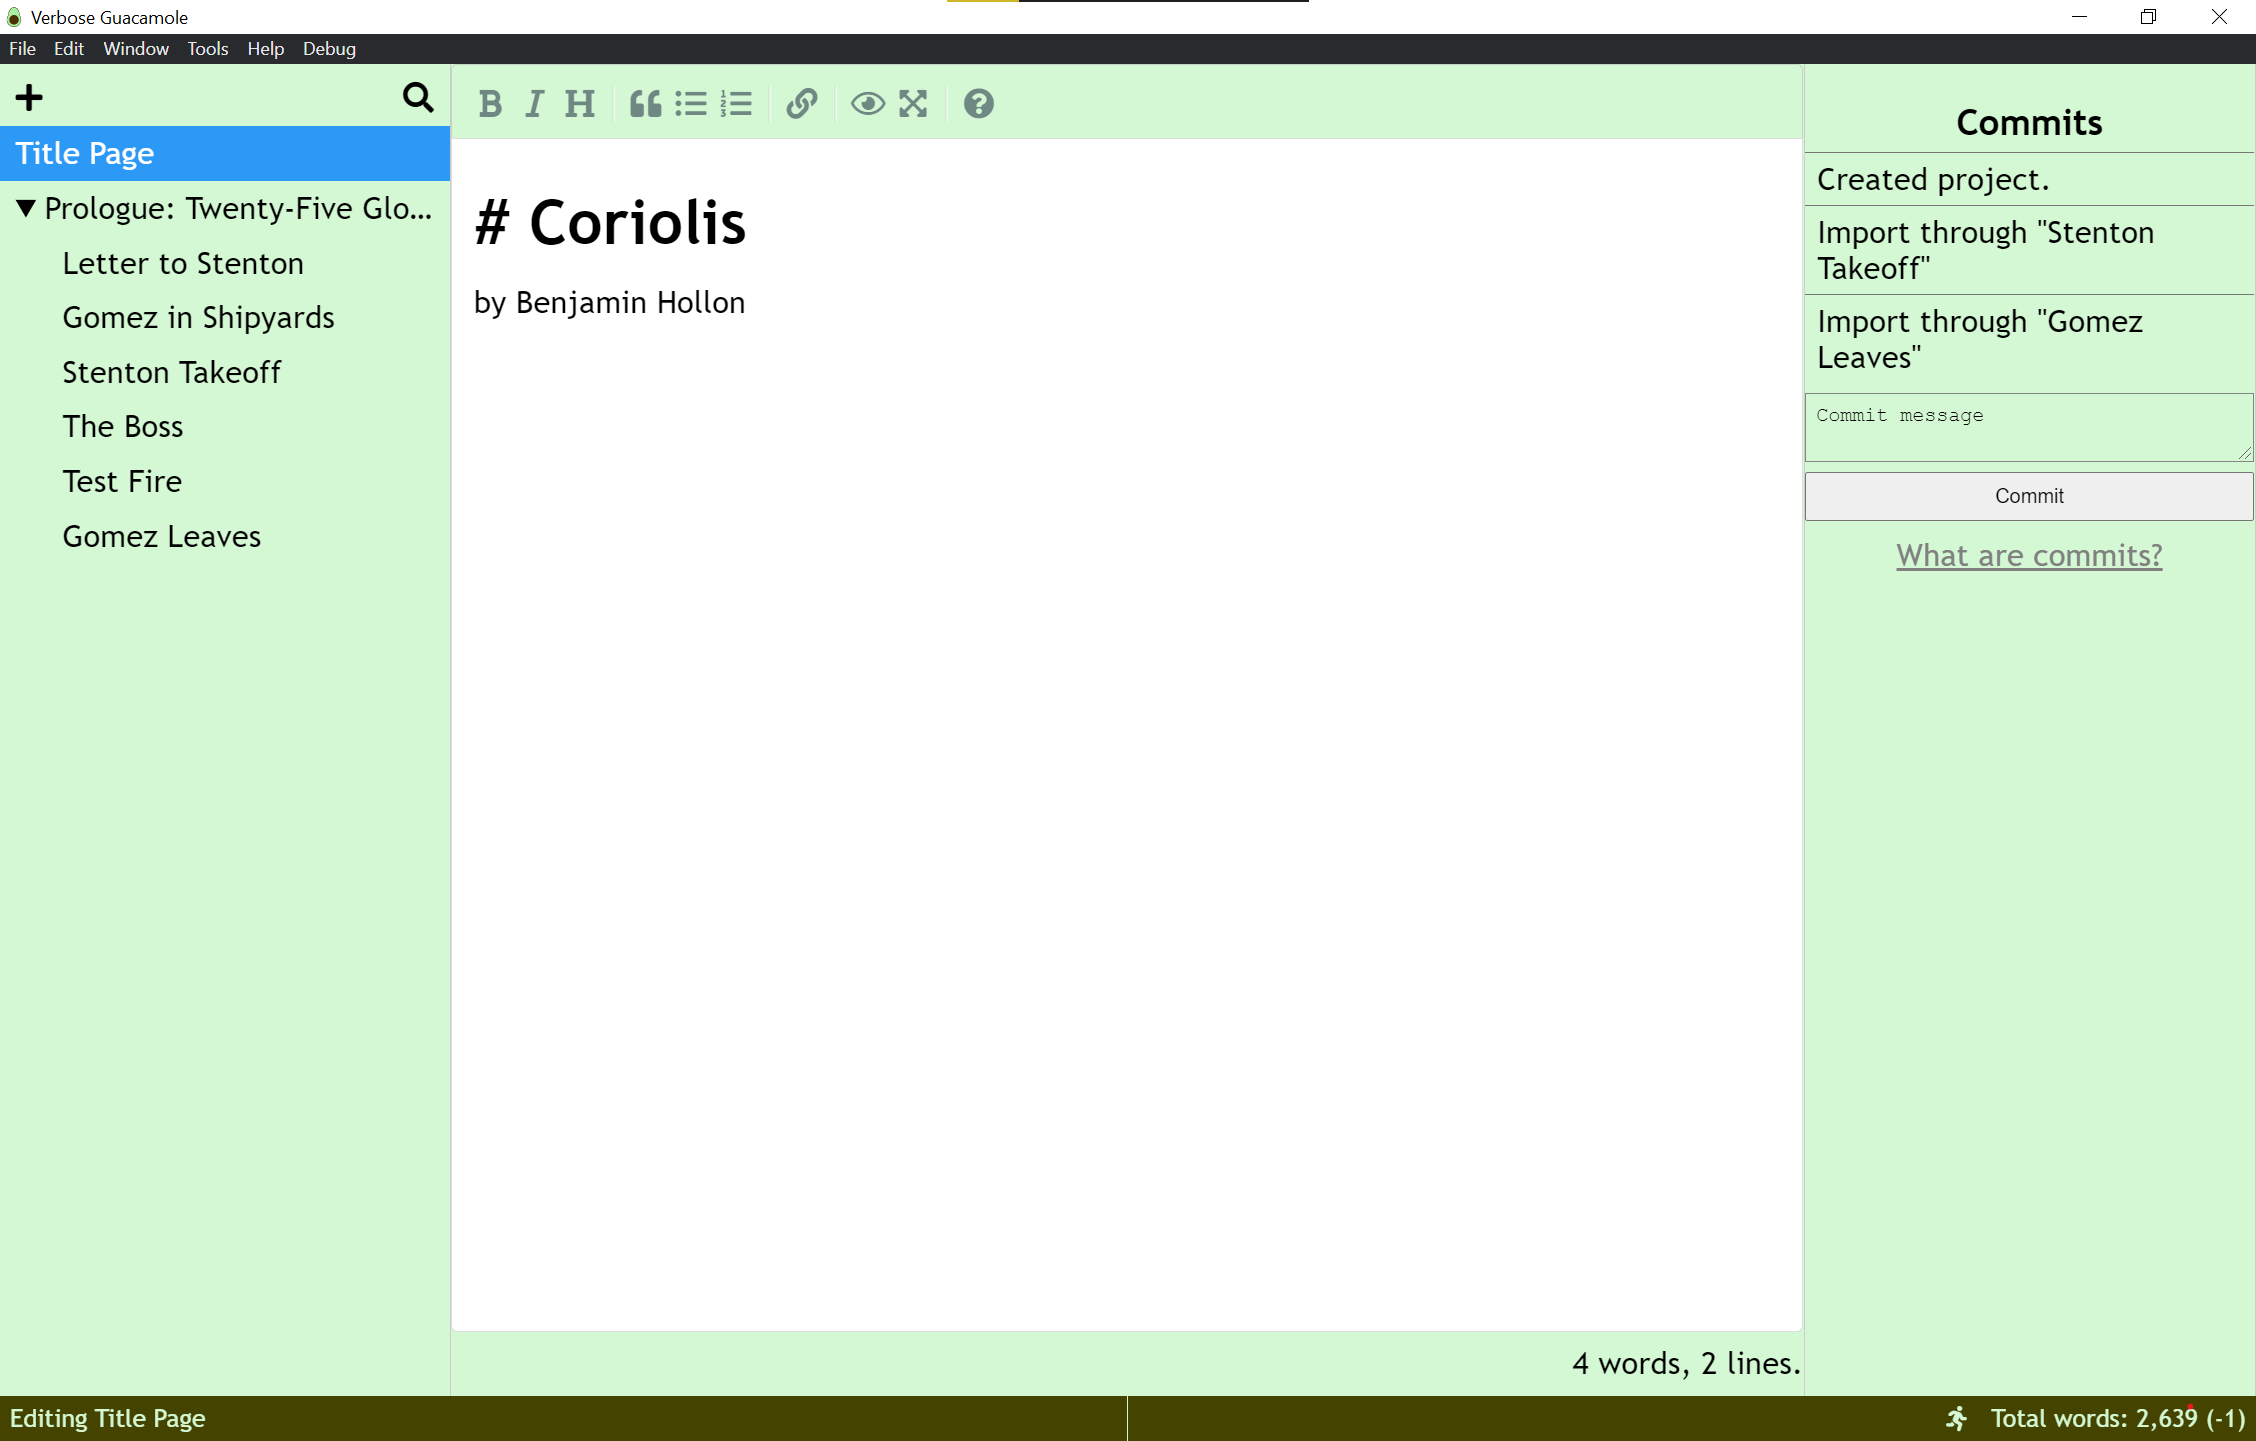 Verbose Guacamole
File Edit Window Tools Help Debug
Title Page
Prologue: Twenty-Five Glo...
Letter to Stenton
Gomez in Shipyards
Stenton Takeoff
The Boss
Test Fire
Gomez Leaves
B I H
# Coriolis
by Benjamin Hollon
4 words, 2 lines.
Commits
Created project.
Import through "Stenton
Takeoff"
Import through "Gomez
Leaves"
Commit message
Commit
What are commits?
Editing Title Page
Total words: 2,639 (-1)